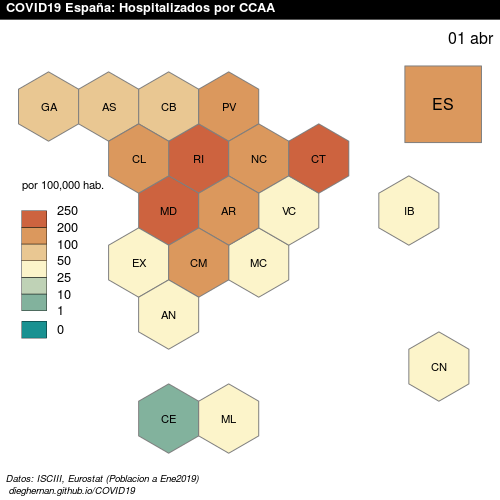 COVID19 España: Hospitalizados por CCAA
01 abr
GA
AS
CB
PV
ES
CL
RI
NC
CT
por 100,000 hab.
MD
AR
VC
IB
250
200
100
50
25
10
1
0
EX
CM
MC
AN
CN
CE
ML
Datos: ISCIII, Eurostat (Poblacion a Ene2019)
dieghernan.github.io/COVID19